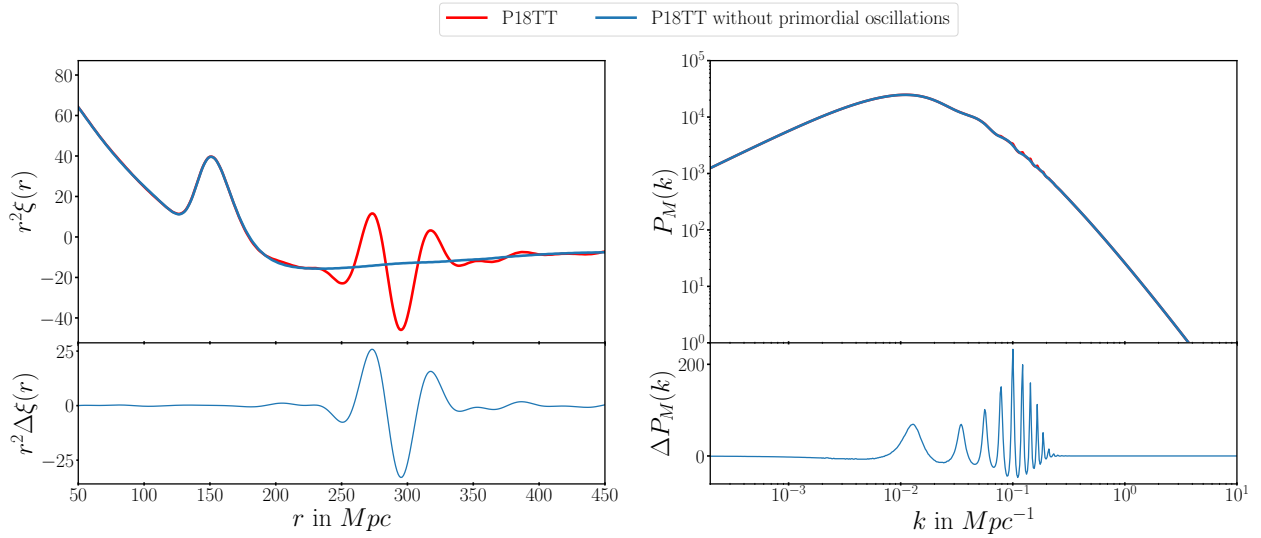 P18TT
P18TT without primordial oscillations
80
60
40
20
0
−20
−40
r²ξ(r)
25
0
−25
r²Δξ(r)
50 100 150 200 250 300 350 400 450
r in Mpc
10⁵
10⁴
10³
10²
10¹
10⁰
P_M(k)
200
0
ΔP_M(k)
10⁻³ 10⁻² 10⁻¹ 10⁰ 10¹
k in Mpc⁻¹